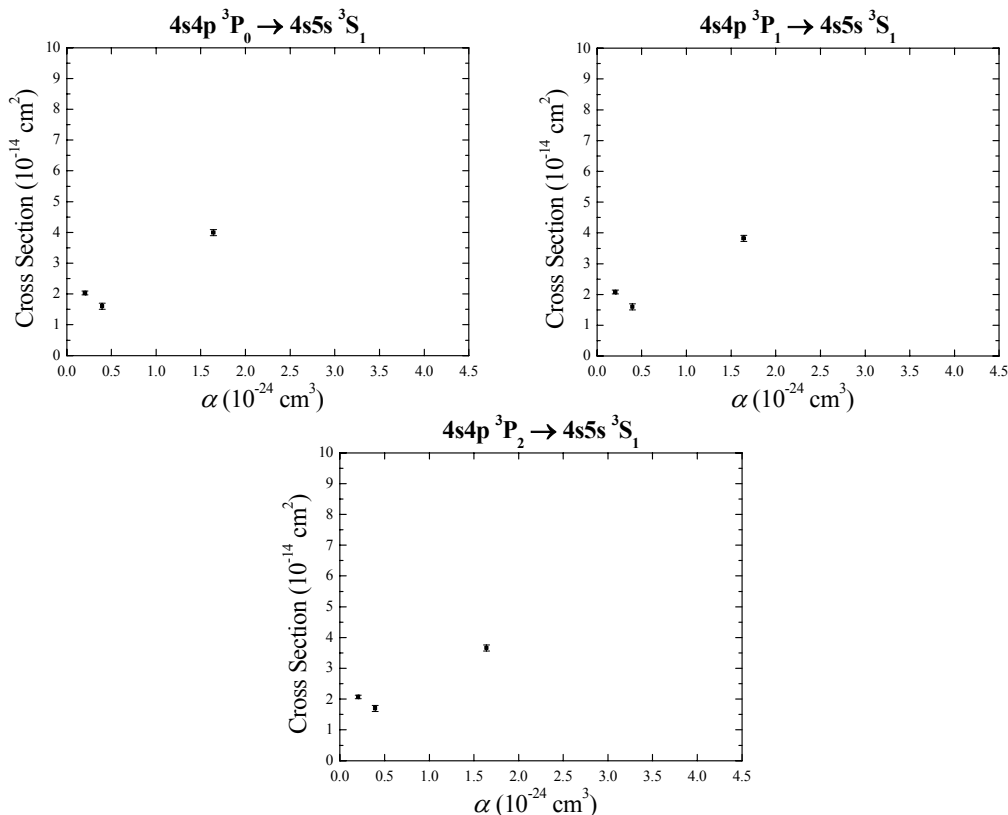 4s4p ³P₀ → 4s5s ³S₁
10
9
8
7
6
5
4
3
2
1
0
Cross Section (10⁻¹⁴ cm²)
0.0 0.5 1.0 1.5 2.0 2.5 3.0 3.5 4.0 4.5
α (10⁻²⁴ cm³)
4s4p ³P₁ → 4s5s ³S₁
10
9
8
7
6
5
4
3
2
1
0
Cross Section (10⁻¹⁴ cm²)
0.0 0.5 1.0 1.5 2.0 2.5 3.0 3.5 4.0 4.5
α (10⁻²⁴ cm³)
4s4p ³P₂ → 4s5s ³S₁
10
9
8
7
6
5
4
3
2
1
0
Cross Section (10⁻¹⁴ cm²)
0.0 0.5 1.0 1.5 2.0 2.5 3.0 3.5 4.0 4.5
α (10⁻²⁴ cm³)